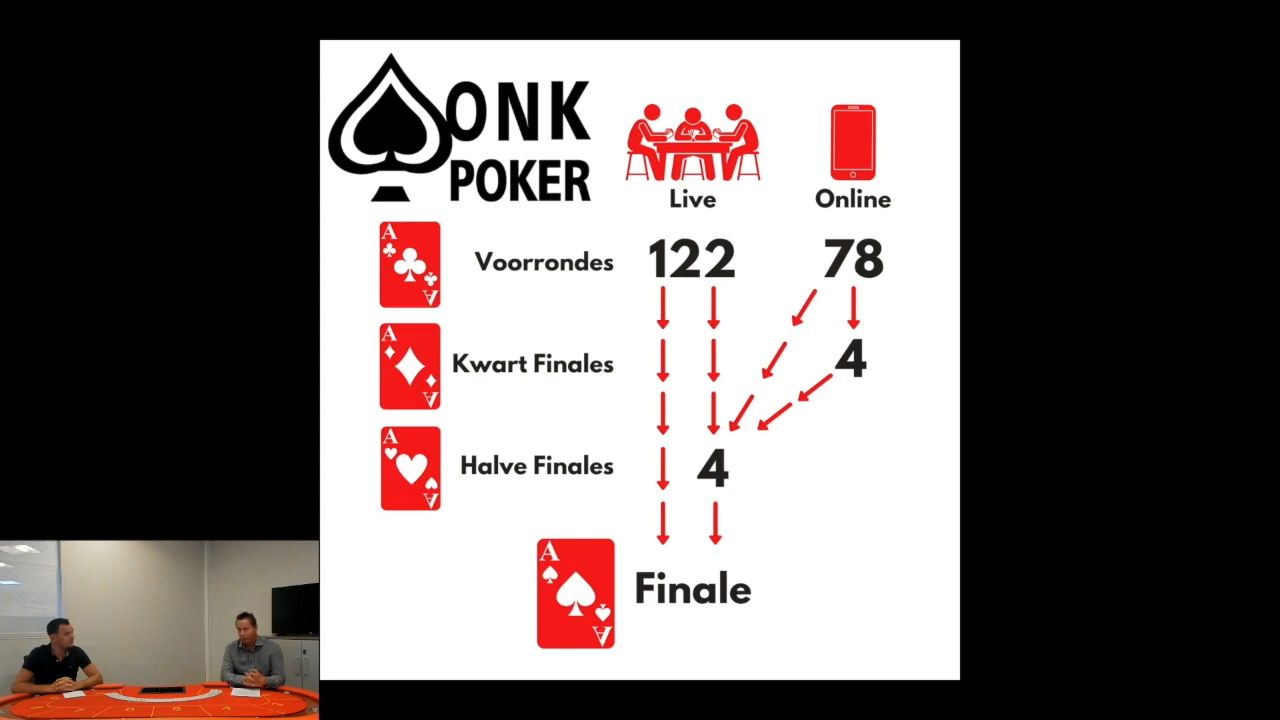 ONK
POKER
Live
Online
A
A
Voorrondes
122
78
A
A
Kwart Finales
4
A
A
Halve Finales
4
A
A
Finale